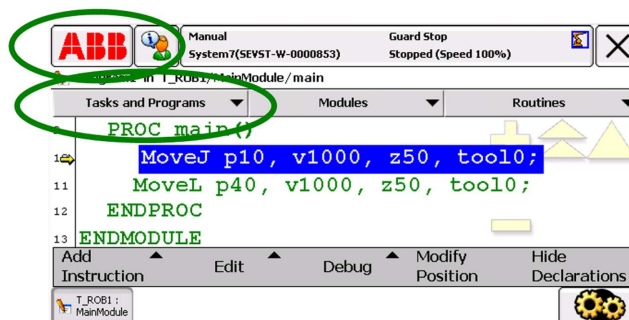 ABB
Manual
System7(SEVST-W-0000853)
Guard Stop
Stopped (Speed 100%)
in T_ROB1/MainModule/main
Tasks and Programs
Modules
Routines
PROC main()
10 MoveJ p10, v1000, z50, tool0;
11 MoveL p40, v1000, z50, tool0;
12 ENDPROC
13 ENDMODULE
Add Instruction
Edit
Debug
Modify Position
Hide Declarations
T_ROB1 :
MainModule